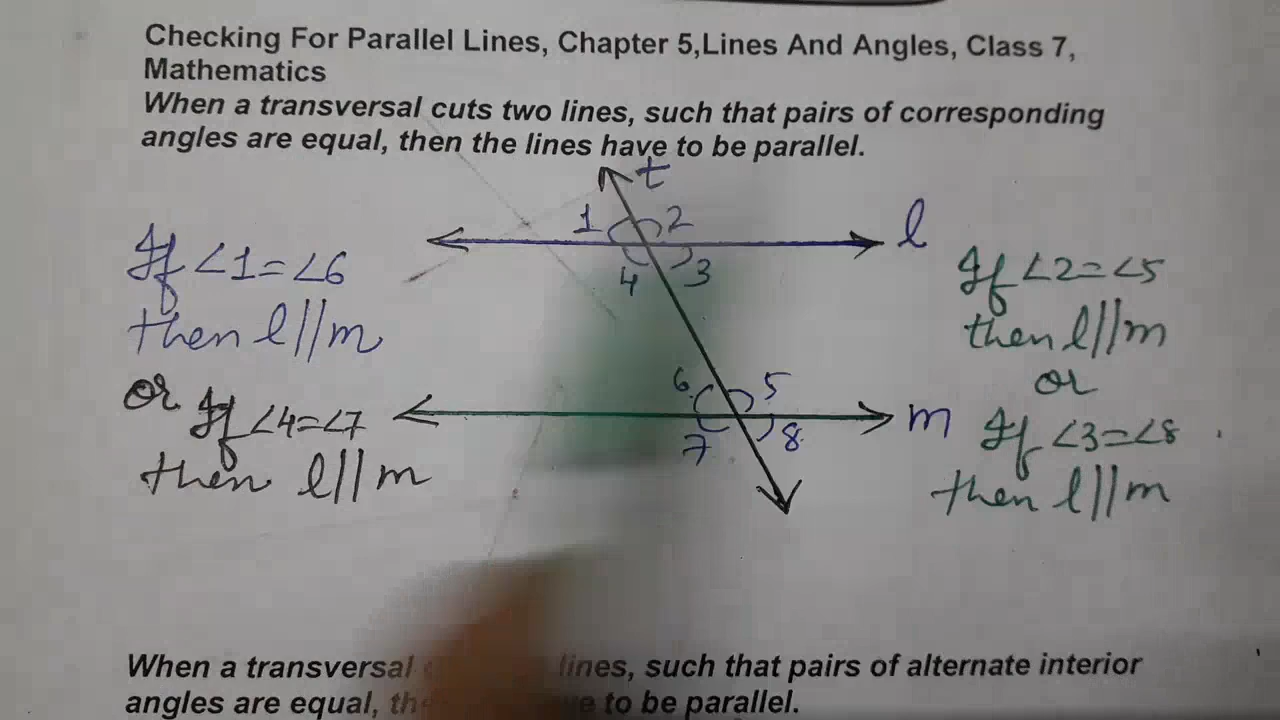 Checking For Parallel Lines, Chapter 5,Lines And Angles, Class 7,
Mathematics
When a transversal cuts two lines, such that pairs of corresponding
angles are equal, then the lines have to be parallel.
t
1 2
l
4 3
If ∠1=∠6
then l||m
or If ∠4=∠7
then l||m
6 5
m
7 8
If ∠2=∠5
then l||m
or
If ∠3=∠8
then l||m
When a transversal lines, such that pairs of alternate interior
angles are equal, to be parallel.